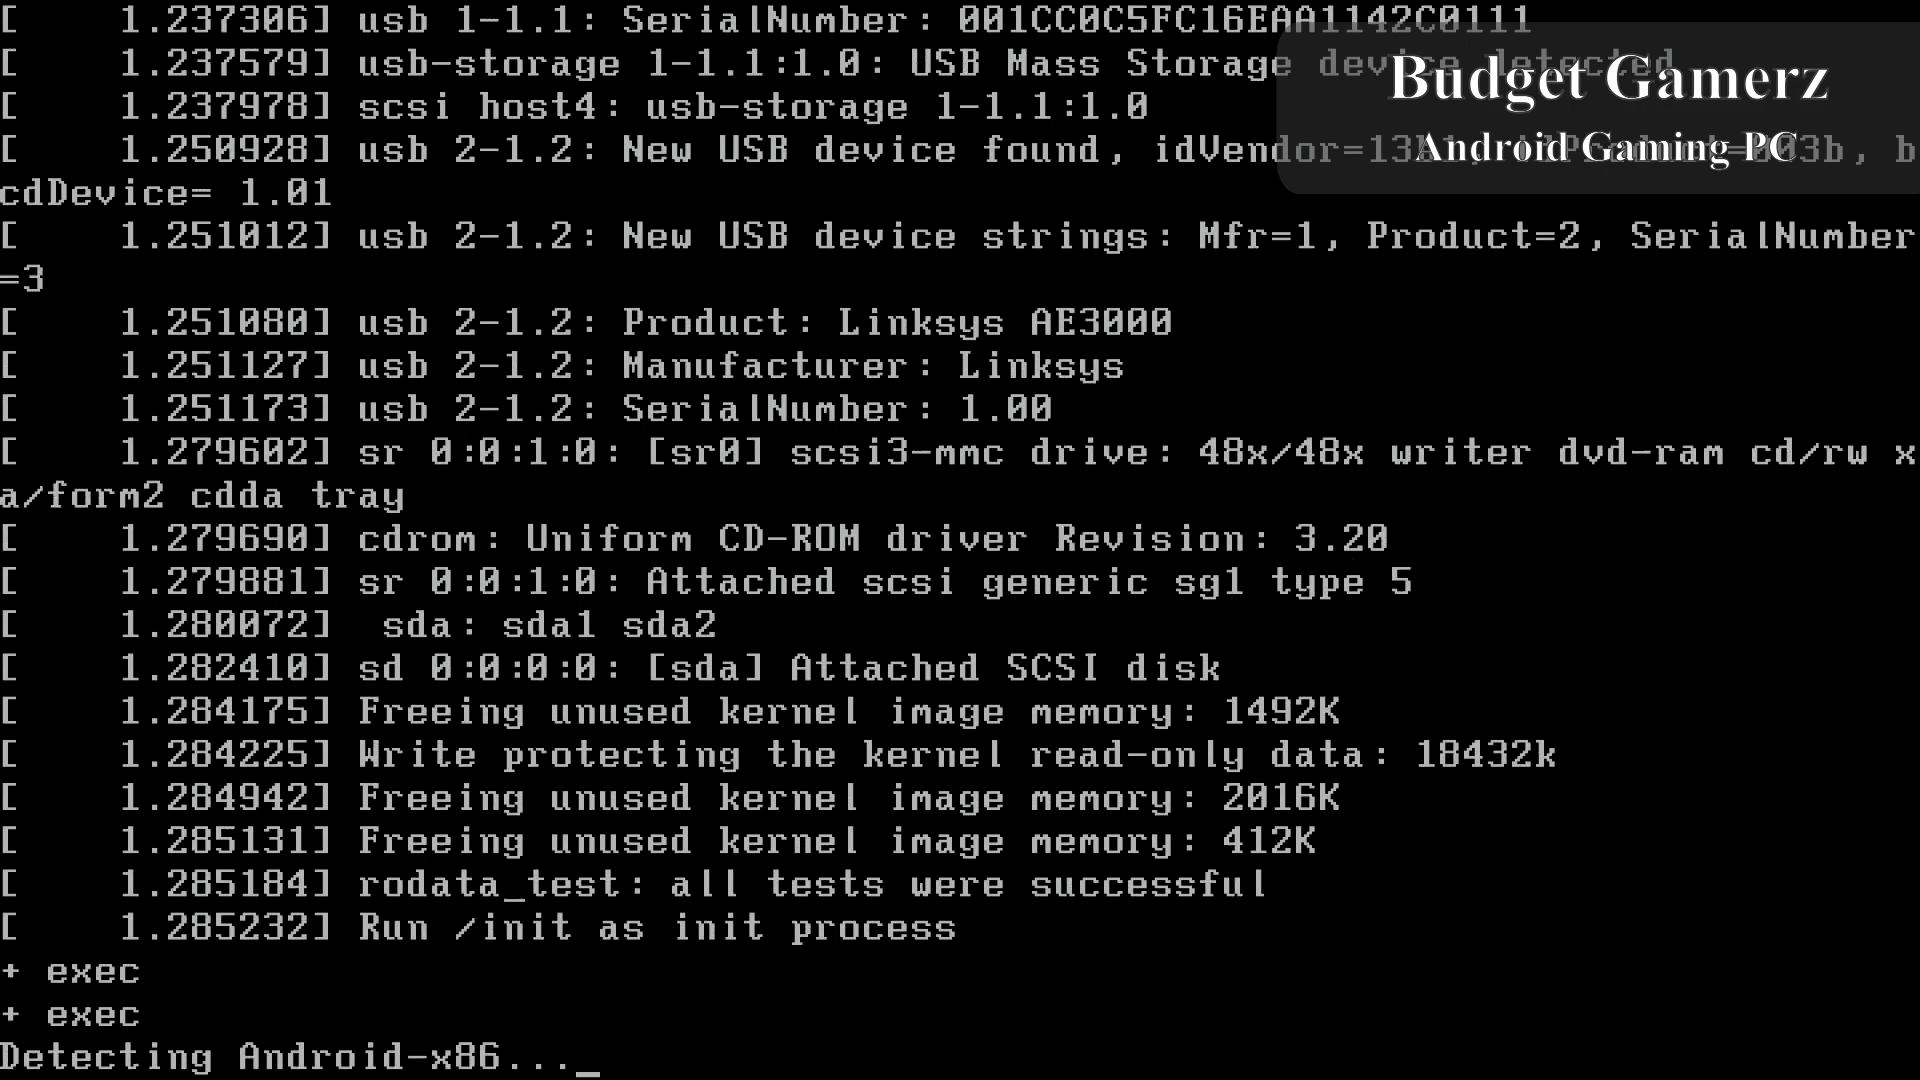 [    1.237306] usb 1-1.1: SerialNumber: 001CC0C5FC16EAA1142C0111
[    1.237579] usb-storage 1-1.1:1.0: USB Mass Storage device detected
Budget Gamerz
[    1.237978] scsi host4: usb-storage 1-1.1:1.0
[    1.250928] usb 2-1.2: New USB device found, idVendor= b
Android Gaming PC
cdDevice= 1.01
[    1.251012] usb 2-1.2: New USB device strings: Mfr=1, Product=2, SerialNumber
=3
[    1.251080] usb 2-1.2: Product: Linksys AE3000
[    1.251127] usb 2-1.2: Manufacturer: Linksys
[    1.251173] usb 2-1.2: SerialNumber: 1.00
[    1.279602] sr 0:0:1:0: [sr0] scsi3-mmc drive: 48x/48x writer dvd-ram cd/rw x
a/form2 cdda tray
[    1.279690] cdrom: Uniform CD-ROM driver Revision: 3.20
[    1.279881] sr 0:0:1:0: Attached scsi generic sg1 type 5
[    1.280072]  sda: sda1 sda2
[    1.282410] sd 0:0:0:0: [sda] Attached SCSI disk
[    1.284175] Freeing unused kernel image memory: 1492K
[    1.284225] Write protecting the kernel read-only data: 18432k
[    1.284942] Freeing unused kernel image memory: 2016K
[    1.285131] Freeing unused kernel image memory: 412K
[    1.285184] rodata_test: all tests were successful
[    1.285232] Run /init as init process
+ exec
+ exec
Detecting Android-x86..._